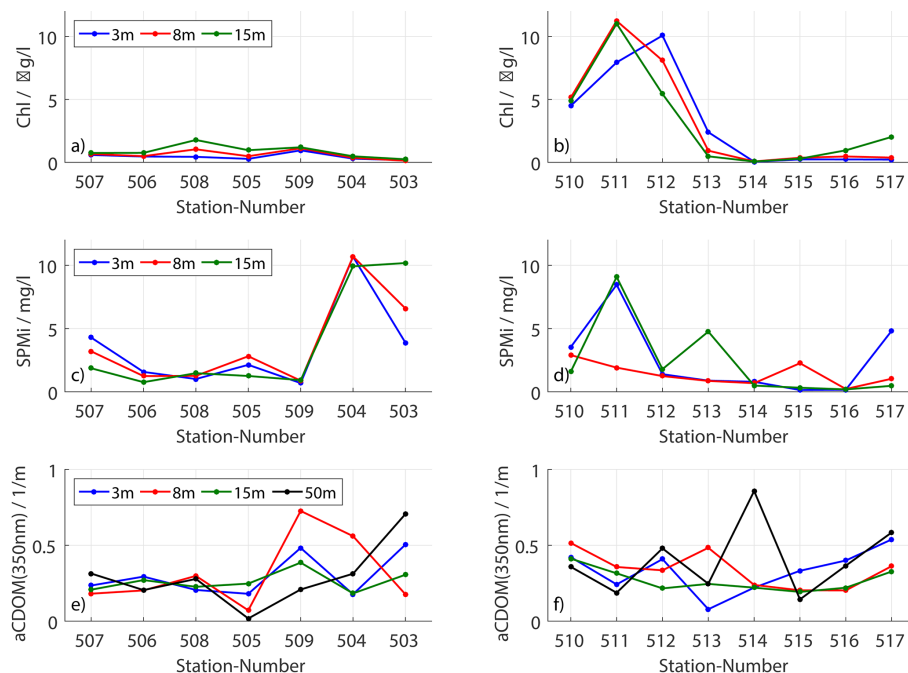 Chl / g/l
10
5
0
3m 8m 15m
a)
507 506 508 505 509 504 503
Station-Number
Chl / g/l
10
5
0
b)
510 511 512 513 514 515 516 517
Station-Number
SPMi / mg/l
10
5
0
3m 8m 15m
c)
507 506 508 505 509 504 503
Station-Number
SPMi / mg/l
10
5
0
d)
510 511 512 513 514 515 516 517
Station-Number
aCDOM(350nm) / 1/m
1
0.5
0
3m 8m 15m 50m
e)
507 506 508 505 509 504 503
Station-Number
aCDOM(350nm) / 1/m
1
0.5
0
f)
510 511 512 513 514 515 516 517
Station-Number